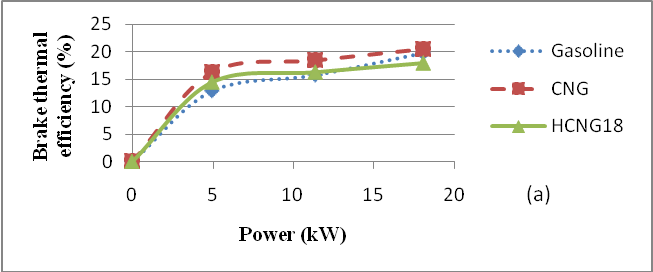 Brake thermal
efficiency (%)
25
20
15
10
5
0
0 5 10 15 20
Power (kW)
Gasoline
CNG
HCNG18
(a)